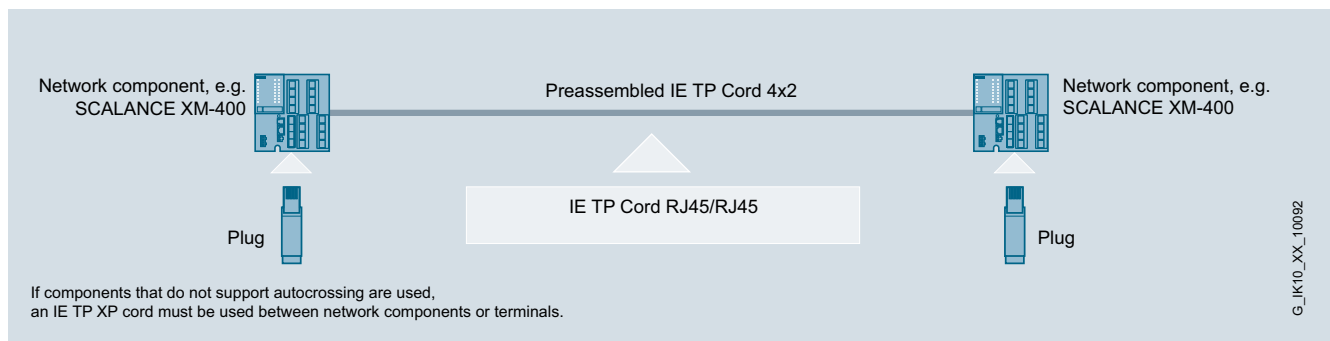 Network component, e.g.
SCALANCE XM-400
Preassembled IE TP Cord 4x2
Network component, e.g.
SCALANCE XM-400
IE TP Cord RJ45/RJ45
Plug
Plug
If components that do not support autocrossing are used,
an IE TP XP cord must be used between network components or terminals.
G_IK10_XX_10092